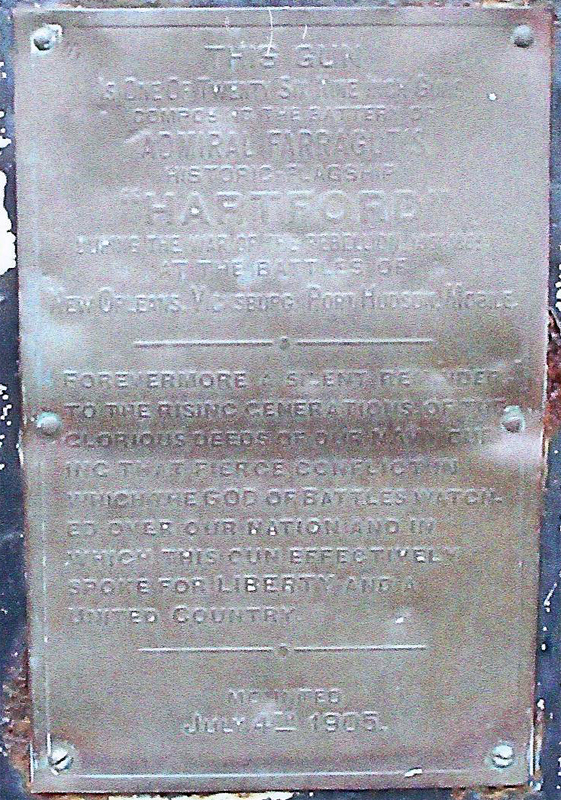 THIS GUN
IS ONE OF TWENTY SIX NINE INCH GUNS
COMPOSING THE BATTERY OF
ADMIRAL FARRAGUT'S
HISTORIC FLAGSHIP
"HARTFORD"
DURING THE WAR OF THE REBELLION
AT THE BATTLES OF
NEW ORLEANS, VICKSBURG, PORT HUDSON, MOBILE.
FOREVERMORE A SILENT REMINDER
TO THE RISING GENERATIONS OF THE
GLORIOUS DEEDS OF OUR NAVY DUR-
ING THAT FIERCE CONFLICT IN
WHICH THE GOD OF BATTLES WATCH-
ED OVER OUR NATION AND IN
WHICH THIS GUN EFFECTIVELY
SPOKE FOR LIBERTY AND A
UNITED COUNTRY.
MOUNTED
JULY 4TH 1905.